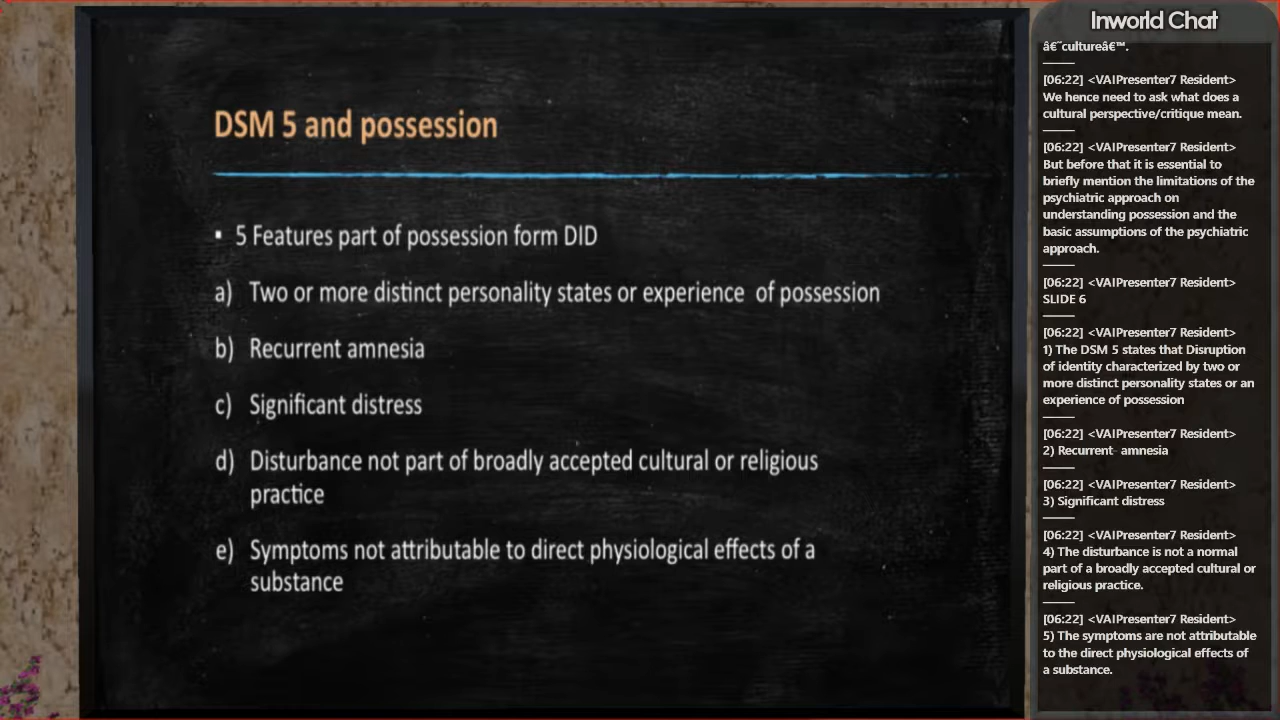 DSM 5 and possession
▪ 5 Features part of possession form DID
a) Two or more distinct personality states or experience of possession
b) Recurrent amnesia
c) Significant distress
d) Disturbance not part of broadly accepted cultural or religious
practice
e) Symptoms not attributable to direct physiological effects of a
substance
Inworld Chat
â€˜cultureâ€™.
[06:22] <VAIPresenter7 Resident>
We hence need to ask what does a
cultural perspective/critique mean.
[06:22] <VAIPresenter7 Resident>
But before that it is essential to
briefly mention the limitations of the
psychiatric approach on
understanding possession and the
basic assumptions of the psychiatric
approach.
[06:22] <VAIPresenter7 Resident>
SLIDE 6
[06:22] <VAIPresenter7 Resident>
1) The DSM 5 states that Disruption
of identity characterized by two or
more distinct personality states or an
experience of possession
[06:22] <VAIPresenter7 Resident>
2) Recurrent amnesia
[06:22] <VAIPresenter7 Resident>
3) Significant distress
[06:22] <VAIPresenter7 Resident>
4) The disturbance is not a normal
part of a broadly accepted cultural or
religious practice.
[06:22] <VAIPresenter7 Resident>
5) The symptoms are not attributable
to the direct physiological effects of
a substance.